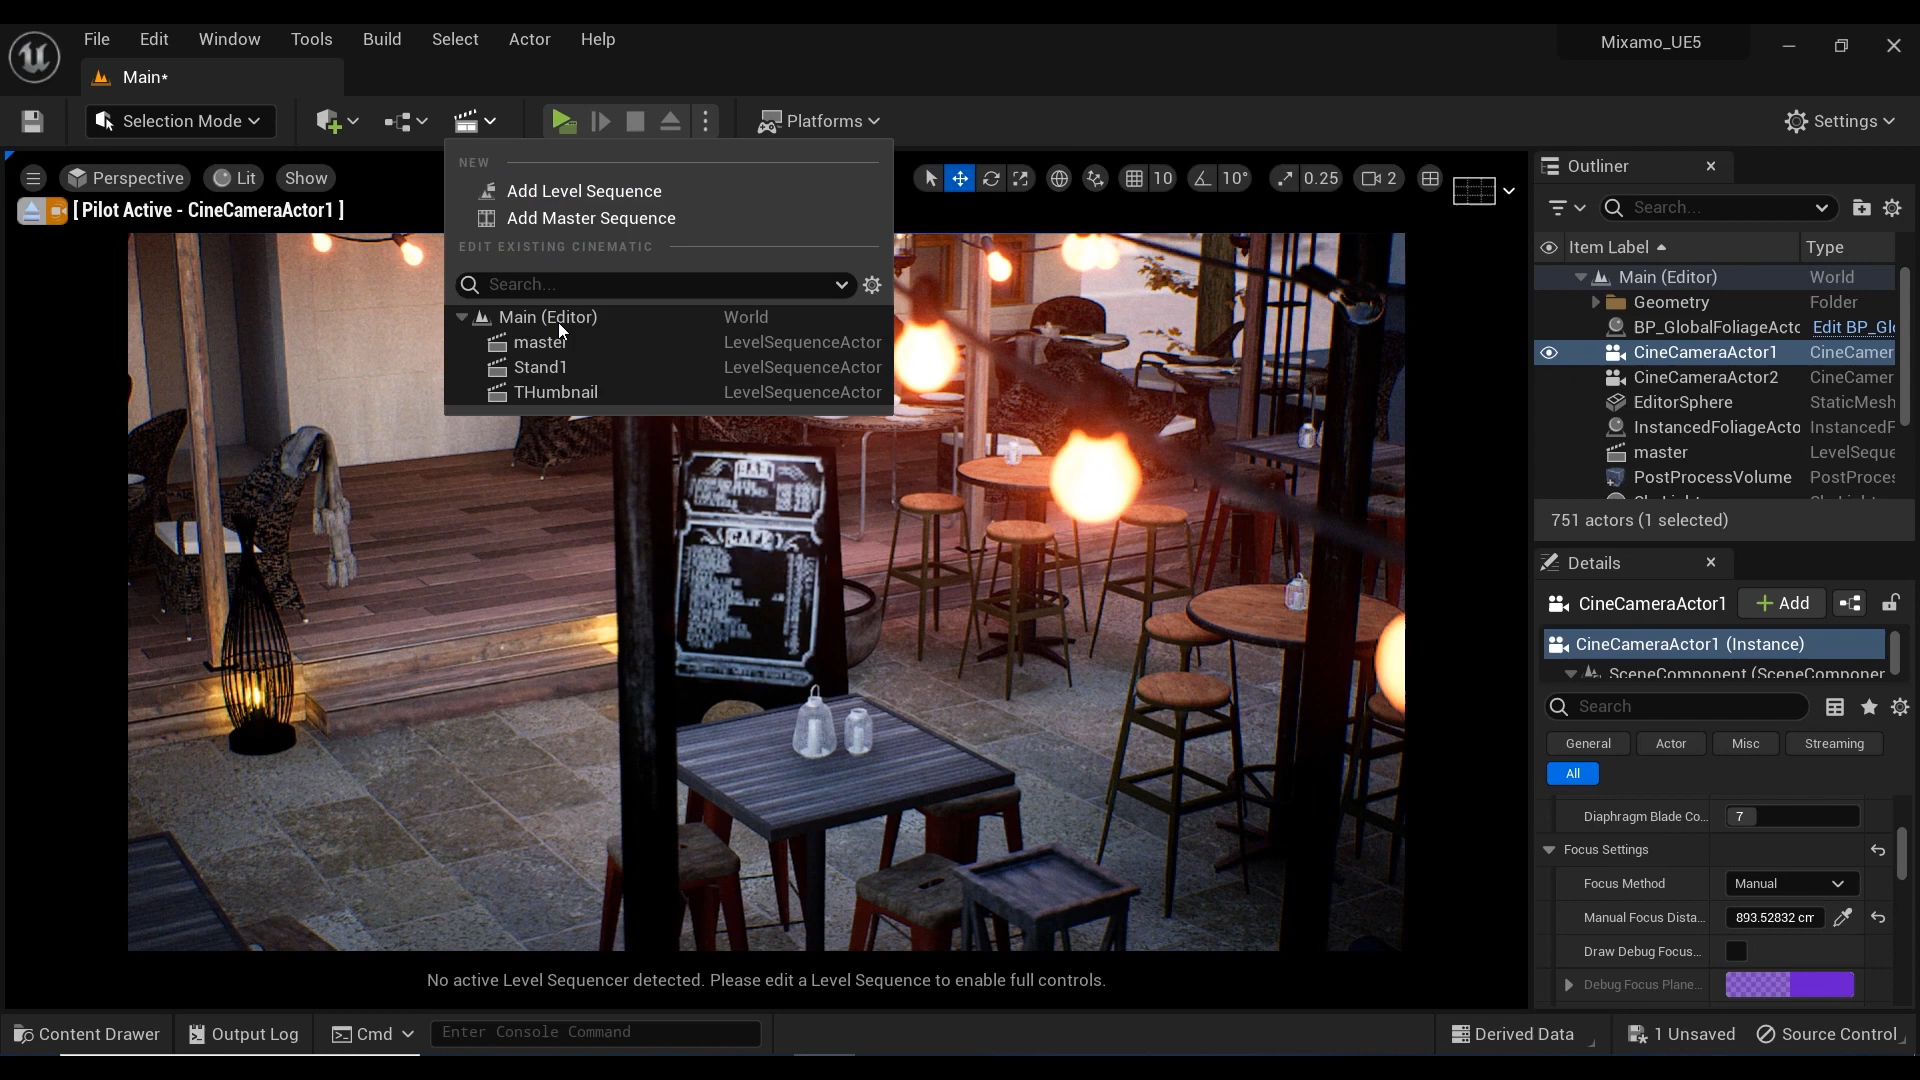 File Edit Window Tools Build Select Actor Help
Mixamo_UE5
Main*
Selection Mode
Platforms
Settings
Perspective Lit Show
10 10° 0.25 2
[ Pilot Active - CineCameraActor1 ]
NEW
Add Level Sequence
Add Master Sequence
EDIT EXISTING CINEMATIC
Search...
Main (Editor) World
master LevelSequenceActor
Stand1 LevelSequenceActor
THumbnail LevelSequenceActor
BAR
CAFE
No active Level Sequencer detected. Please edit a Level Sequence to enable full controls.
Outliner
Search...
Item Label Type
Main (Editor) World
Geometry Folder
BP_GlobalFoliageActo Edit BP_Glo
CineCameraActor1 CineCamer
CineCameraActor2 CineCamer
EditorSphere StaticMesh
InstancedFoliageActo InstancedF
master LevelSeque
PostProcessVolume PostProces
751 actors (1 selected)
Details
CineCameraActor1 Add
CineCameraActor1 (Instance)
SceneComponent (SceneComponer
Search
General Actor Misc Streaming
All
Diaphragm Blade Co... 7
Focus Settings
Focus Method Manual
Manual Focus Dista... 893.52832 cm
Draw Debug Focus...
Debug Focus Plane...
Content Drawer Output Log Cmd Enter Console Command Derived Data 1 Unsaved Source Control